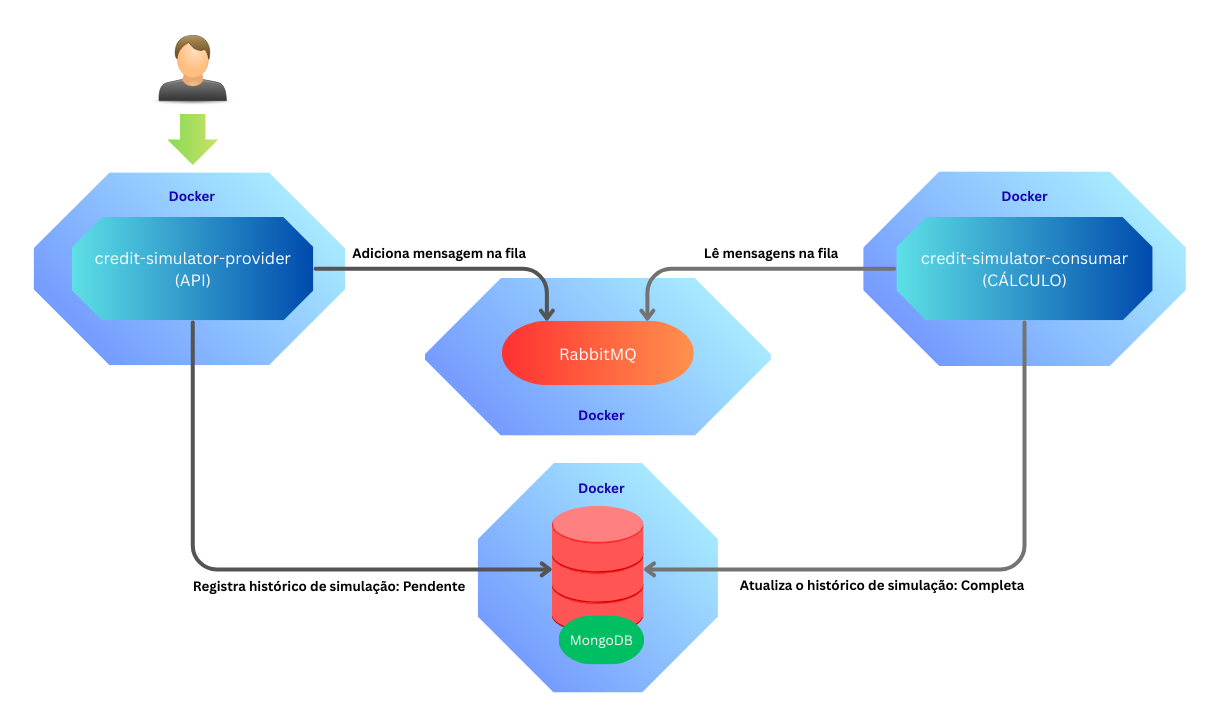 Docker
credit-simulator-provider
(API)
Adiciona mensagem na fila
Lê mensagens na fila
Docker
credit-simulator-consumar
(CÁLCULO)
RabbitMQ
Docker
Docker
MongoDB
Registra histórico de simulação: Pendente
Atualiza o histórico de simulação: Completa